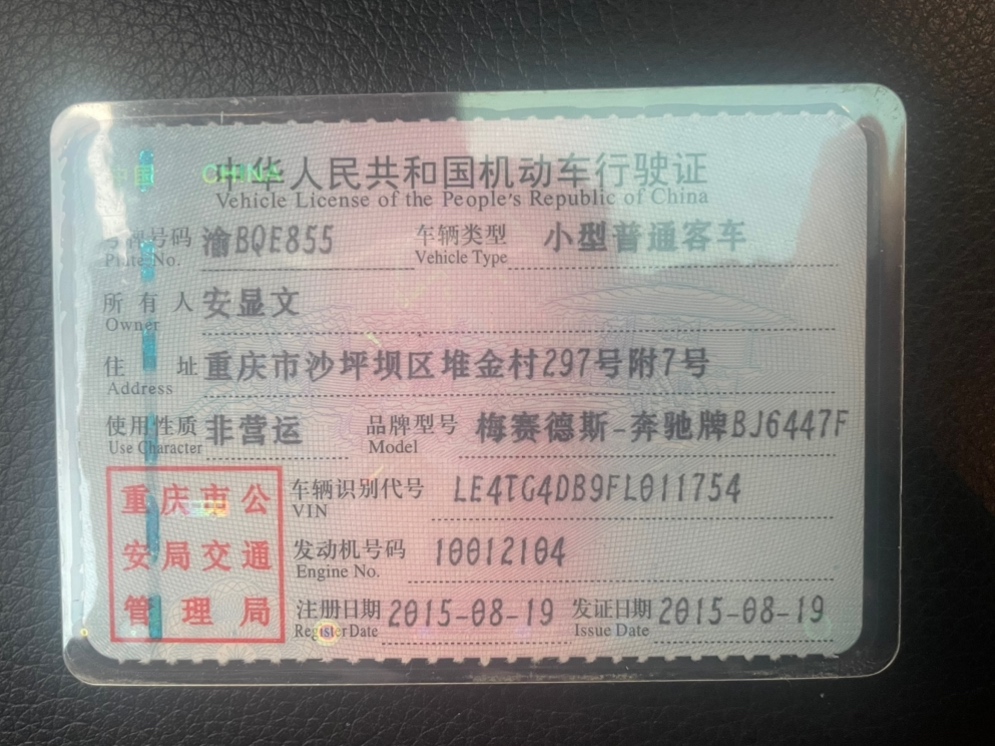 中国 CHINA
中华人民共和国机动车行驶证
Vehicle License of the People's Republic of China
号牌号码 渝BQE855 车辆类型 小型普通客车
Plate No. Vehicle Type
所有人 安显文
Owner
住址 重庆市沙坪坝区堆金村297号附7号
Address
使用性质 非营运 品牌型号 梅赛德斯-奔驰牌BJ6447F
Use Character Model
重庆市公
安局交通
管理局
车辆识别代号 LE4TG4DB9FL011754
VIN
发动机号码 10012104
Engine No.
注册日期 2015-08-19 发证日期 2015-08-19
Register Date Issue Date